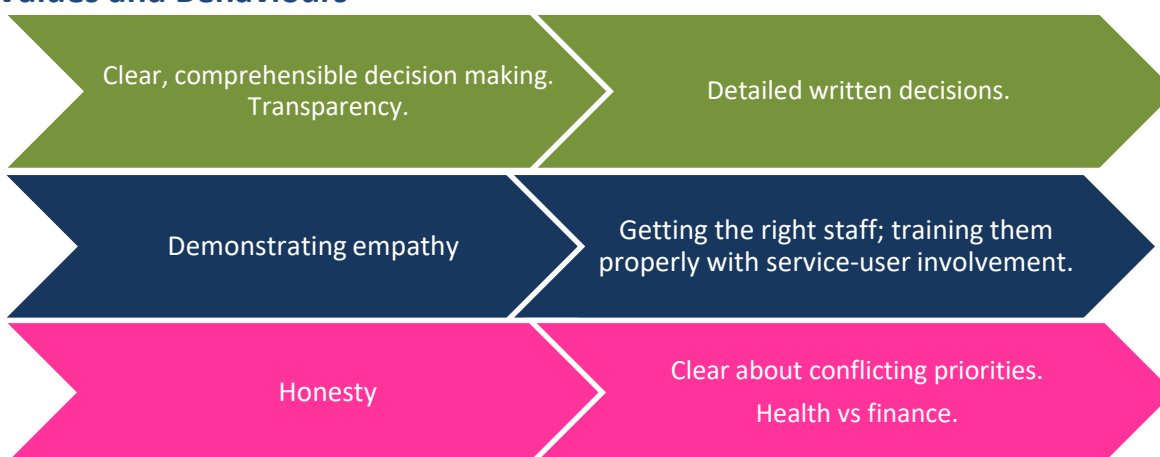 Values and Behaviours
Clear, comprehensible decision making.
Transparency.
Detailed written decisions.
Demonstrating empathy
Getting the right staff; training them
properly with service-user involvement.
Honesty
Clear about conflicting priorities.
Health vs finance.